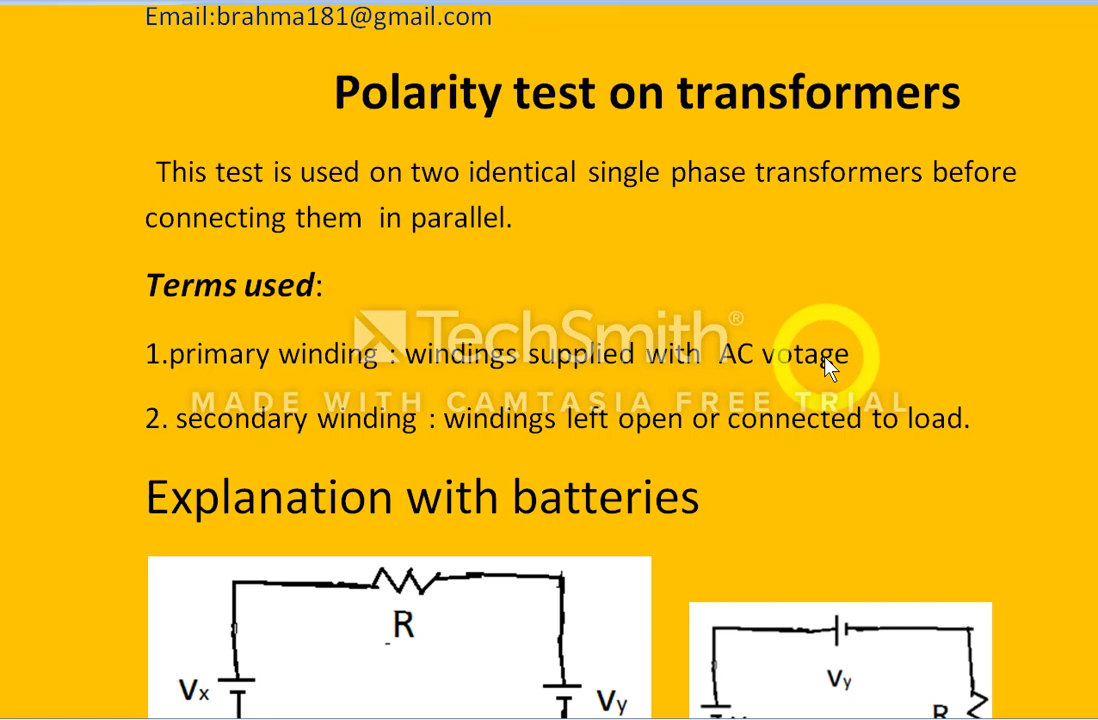 Email:brahma181@gmail.com
Polarity test on transformers
This test is used on two identical single phase transformers before
connecting them in parallel.
Terms used:
TechSmith®
1.primary winding : windings supplied with AC votage
MADE WITH CAMTASIA FREE TRIAL
2. secondary winding : windings left open or connected to load.
Explanation with batteries
R
Vx
Vy
Vy
R